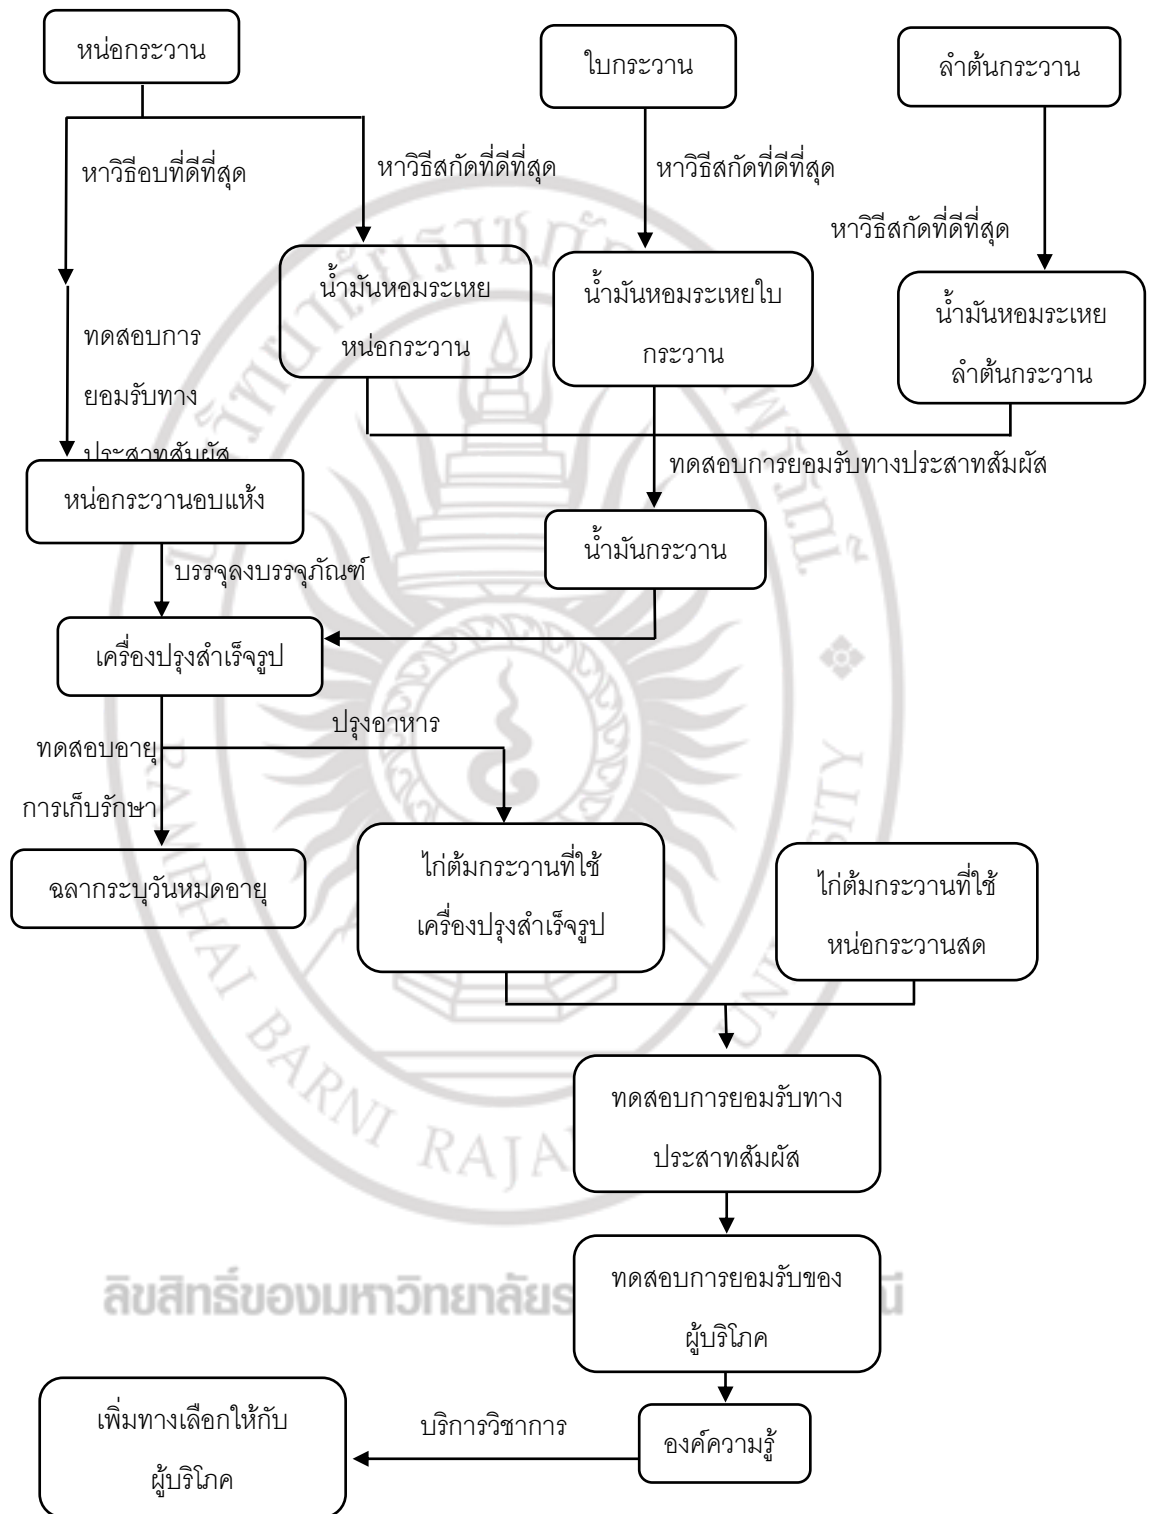 หน่อกระวาน
ใบกระวาน
ลำต้นกระวาน
หาวิธีอบที่ดีที่สุด
หาวิธีสกัดที่ดีที่สุด
หาวิธีสกัดที่ดีที่สุด
หาวิธีสกัดที่ดีที่สุด
น้ำมันหอมระเหย
หน่อกระวาน
น้ำมันหอมระเหยใบ
กระวาน
น้ำมันหอมระเหย
ลำต้นกระวาน
ทดสอบการ
ยอมรับทาง
ประสาทสัมผัส
ทดสอบการยอมรับทางประสาทสัมผัส
หน่อกระวานอบแห้ง
น้ำมันกระวาน
บรรจุลงบรรจุภัณฑ์
เครื่องปรุงสำเร็จรูป
ปรุงอาหาร
ทดสอบอายุ
การเก็บรักษา
ฉลากระบุวันหมดอายุ
ไก่ต้มกระวานที่ใช้
เครื่องปรุงสำเร็จรูป
ไก่ต้มกระวานที่ใช้
หน่อกระวานสด
ทดสอบการยอมรับทาง
ประสาทสัมผัส
ทดสอบการยอมรับของ
ผู้บริโภค
องค์ความรู้
บริการวิชาการ
เพิ่มทางเลือกให้กับ
ผู้บริโภค
RAMPHAI BARNI
ลิขสิทธิ์ของมหาวิทยาลัย